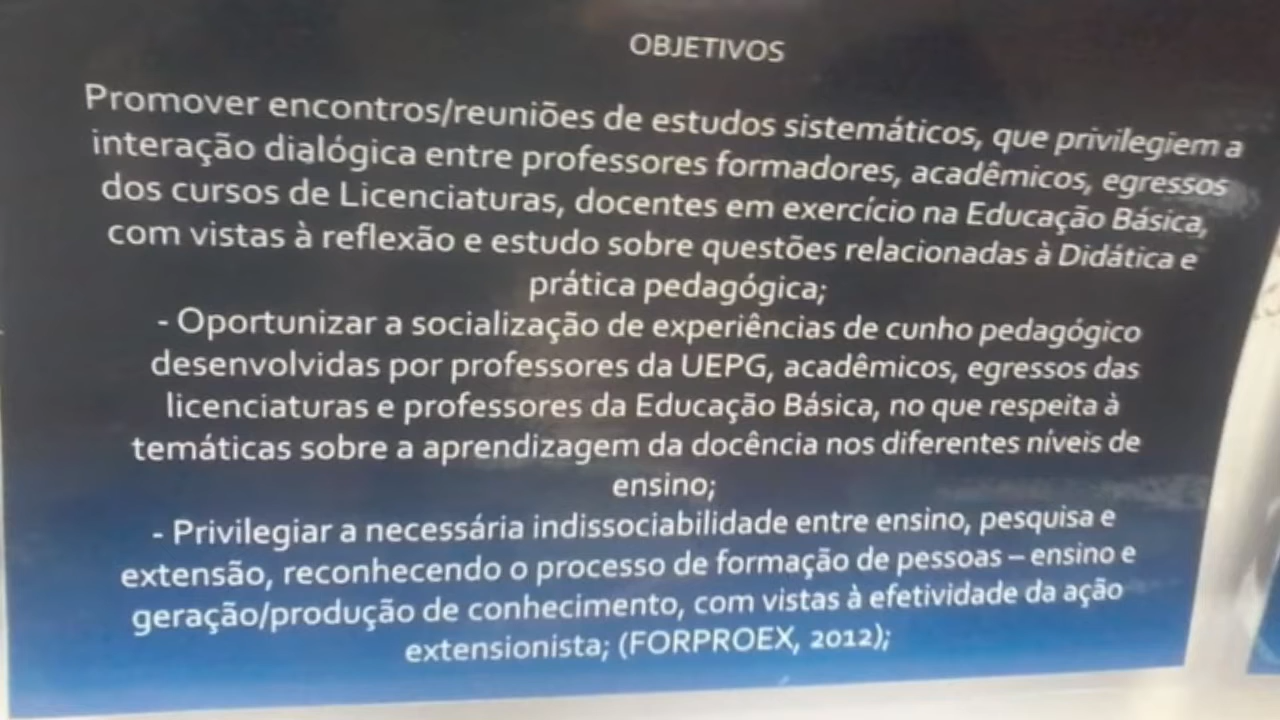 OBJETIVOS
Promover encontros/reuniões de estudos sistemáticos, que privilegiem a
interação dialógica entre professores formadores, acadêmicos, egressos
dos cursos de Licenciaturas, docentes em exercício na Educação Básica,
com vistas à reflexão e estudo sobre questões relacionadas à Didática e
prática pedagógica;
- Oportunizar a socialização de experiências de cunho pedagógico
desenvolvidas por professores da UEPG, acadêmicos, egressos das
licenciaturas e professores da Educação Básica, no que respeita à
temáticas sobre a aprendizagem da docência nos diferentes níveis de
ensino;
- Privilegiar a necessária indissociabilidade entre ensino, pesquisa e
extensão, reconhecendo o processo de formação de pessoas – ensino e
geração/produção de conhecimento, com vistas à efetividade da ação
extensionista; (FORPROEX, 2012);